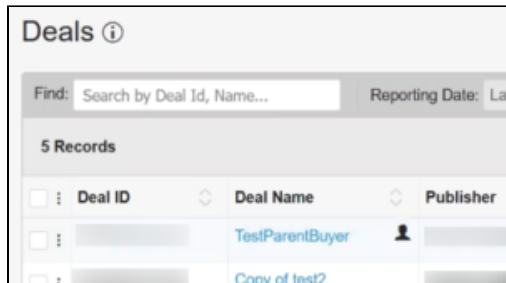 Deals
Find: Search by Deal Id, Name... Reporting Date: La
5 Records
Deal ID Deal Name Publisher
TestParentBuyer
Copy of test2